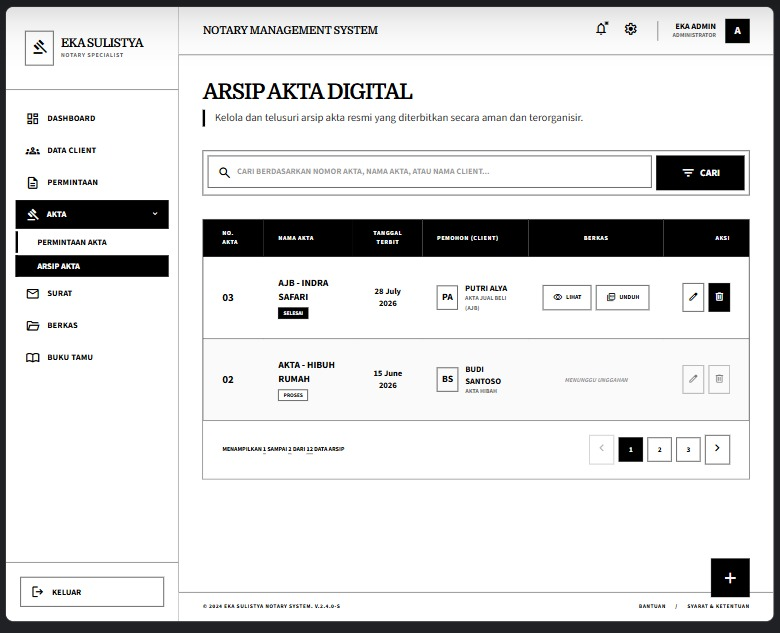 EKA SULISTYA
NOTARY SPECIALIST
NOTARY MANAGEMENT SYSTEM
EKA ADMIN
ADMINISTRATOR
A
DASHBOARD
DATA CLIENT
PERMINTAAN
AKTA
PERMINTAAN AKTA
ARSIP AKTA
SURAT
BERKAS
BUKU TAMU
KELUAR
ARSIP AKTA DIGITAL
Kelola dan telusuri arsip akta resmi yang diterbitkan secara aman dan terorganisir.
CARI BERDASARKAN NOMOR AKTA, NAMA AKTA, ATAU NAMA CLIENT...
CARI
NO.
AKTA
NAMA AKTA
TANGGAL
TERBIT
PEMOHON (CLIENT)
BERKAS
AKSI
03
AJB - INDRA
SAFARI
SELESAI
28 July
2026
PA
PUTRI ALYA
AKTA JUAL BELI
(AJB)
LIHAT
UNDUH
02
AKTA - HIBUH
RUMAH
PROSES
15 June
2026
BS
BUDI
SANTOSO
AKTA HIBAH
MENUNGGU UNGGAHAN
MENAMPILKAN 1 SAMPAI 2 DARI 12 DATA ARSIP
1
2
3
+
© 2024 EKA SULISTYA NOTARY SYSTEM. V.2.4.0-S
BANTUAN / SYARAT & KETENTUAN